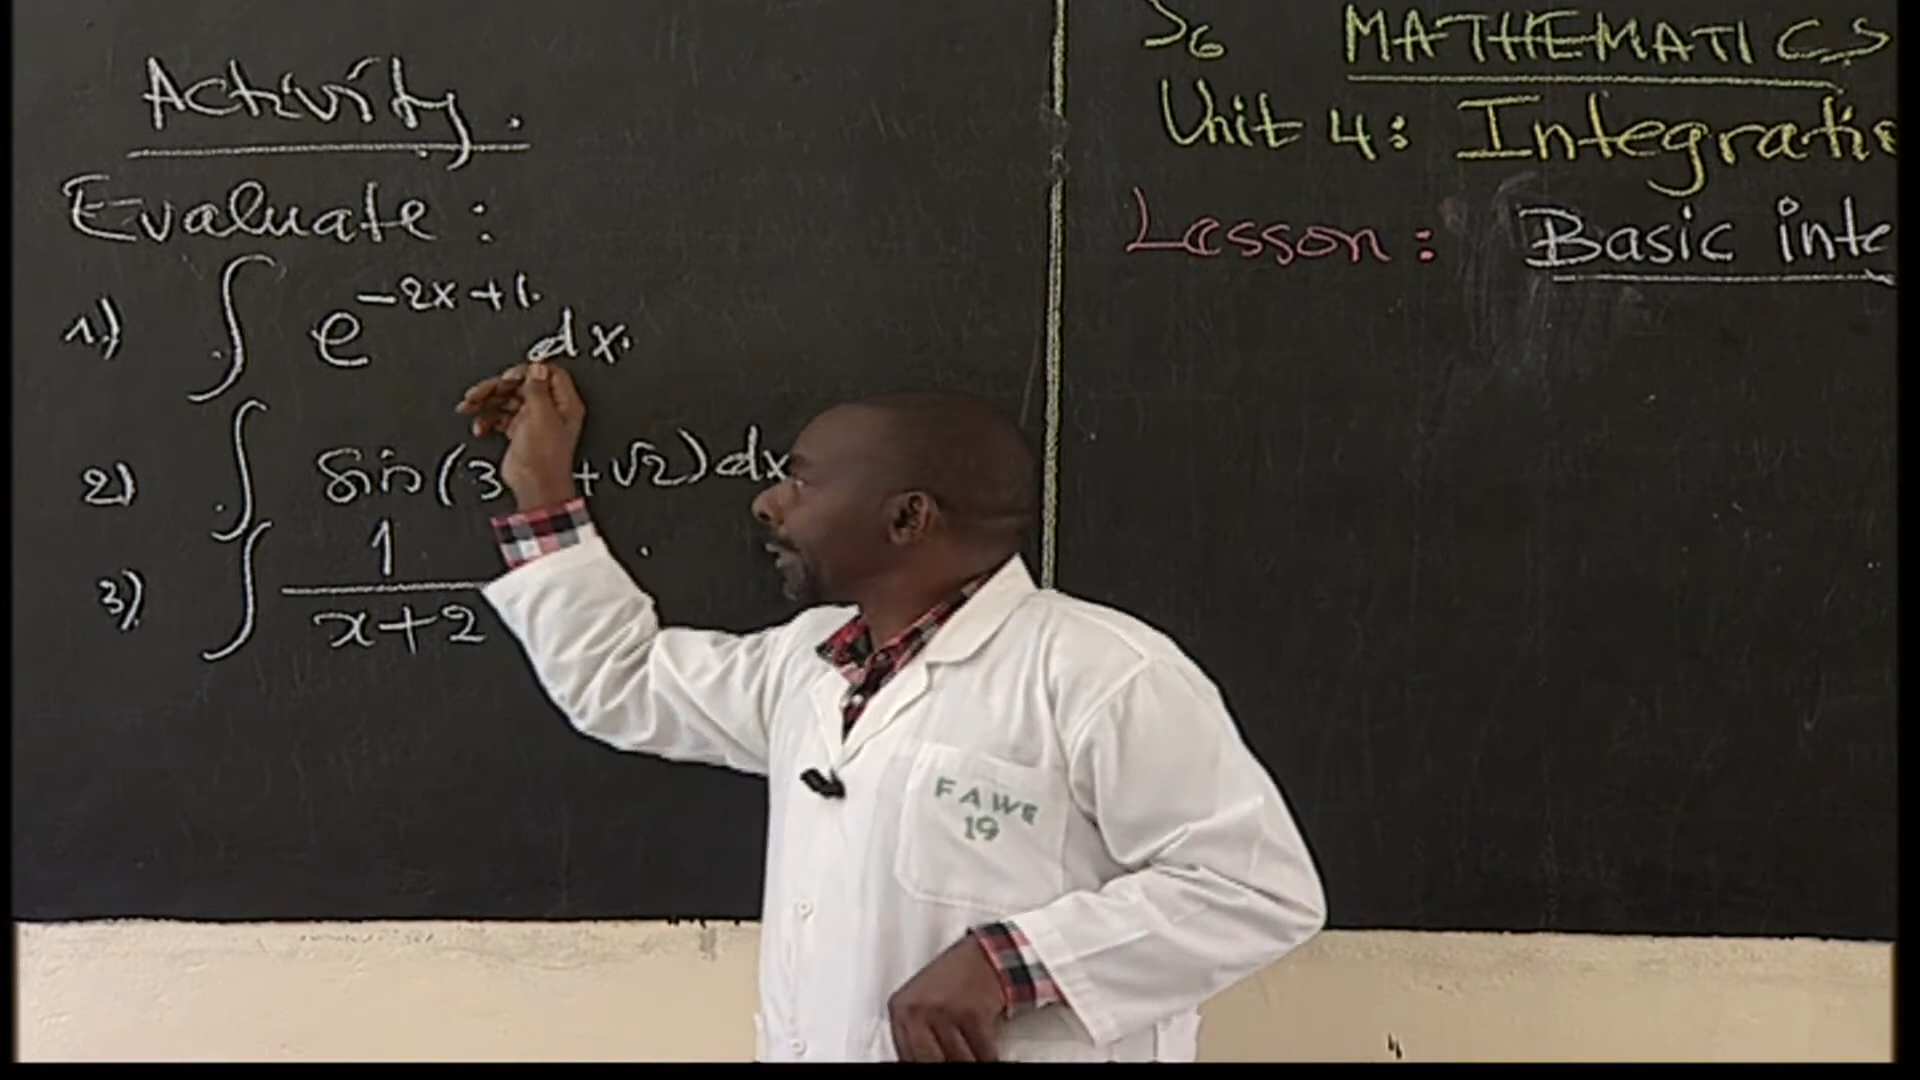 Activity.
Evaluate:
1) ∫ e^{-2x+1} dx.
2) ∫ sin(3 +√2)dx
3) ∫ 1/(x+2)
S6 MATHEMATICS
Unit 4: Integratio
Lesson: Basic inte
FAWE
19